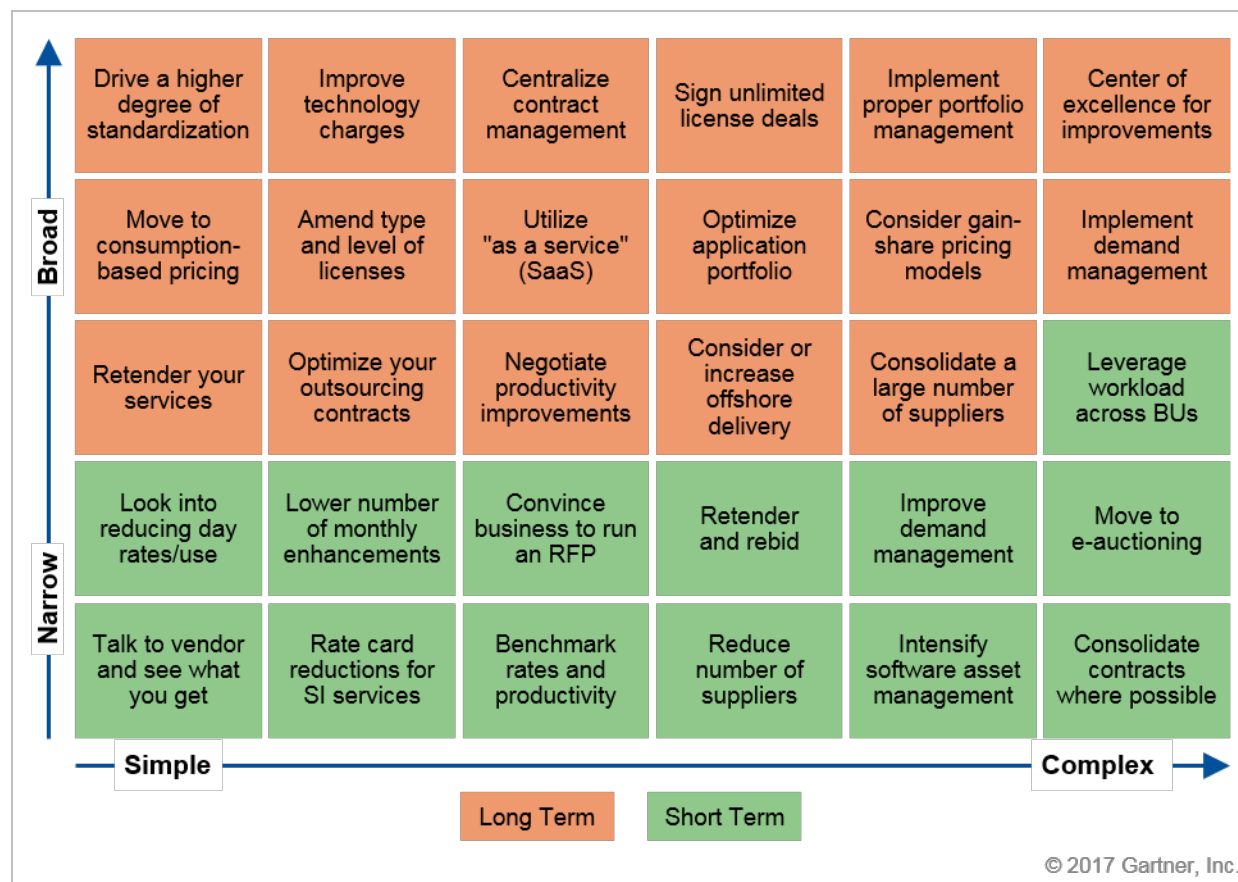 Drive a higher
degree of
standardization
Improve
technology
charges
Centralize
contract
management
Sign unlimited
license deals
Implement
proper portfolio
management
Center of
excellence for
improvements
Broad
Move to
consumption-
based pricing
Amend type
and level of
licenses
Utilize
"as a service"
(SaaS)
Optimize
application
portfolio
Consider gain-
share pricing
models
Implement
demand
management
Retender your
services
Optimize your
outsourcing
contracts
Negotiate
productivity
improvements
Consider or
increase
offshore
delivery
Consolidate a
large number
of suppliers
Leverage
workload
across BUs
Narrow
Look into
reducing day
rates/use
Lower number
of monthly
enhancements
Convince
business to run
an RFP
Retender
and rebid
Improve
demand
management
Move to
e-auctioning
Talk to vendor
and see what
you get
Rate card
reductions for
SI services
Benchmark
rates and
productivity
Reduce
number of
suppliers
Intensify
software asset
management
Consolidate
contracts
where possible
Simple
Complex
Long Term
Short Term
© 2017 Gartner, Inc.